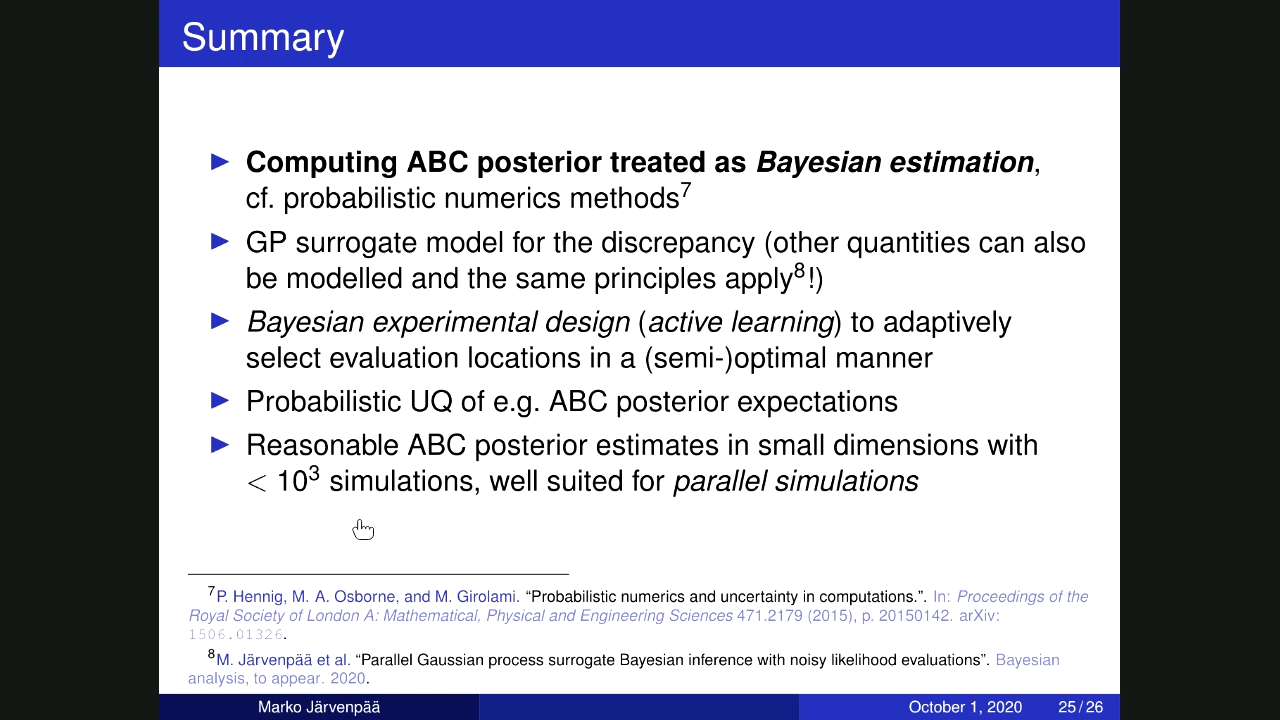 Summary
▶ Computing ABC posterior treated as Bayesian estimation,
cf. probabilistic numerics methods⁷
▶ GP surrogate model for the discrepancy (other quantities can also
be modelled and the same principles apply⁸!)
▶ Bayesian experimental design (active learning) to adaptively
select evaluation locations in a (semi-)optimal manner
▶ Probabilistic UQ of e.g. ABC posterior expectations
▶ Reasonable ABC posterior estimates in small dimensions with
< 10³ simulations, well suited for parallel simulations
⁷P. Hennig, M. A. Osborne, and M. Girolami. “Probabilistic numerics and uncertainty in computations.”. In: Proceedings of the
Royal Society of London A: Mathematical, Physical and Engineering Sciences 471.2179 (2015), p. 20150142. arXiv:
1506.01326.
⁸M. Järvenpää et al. “Parallel Gaussian process surrogate Bayesian inference with noisy likelihood evaluations”. Bayesian
analysis, to appear. 2020.
Marko Järvenpää October 1, 2020 25 / 26